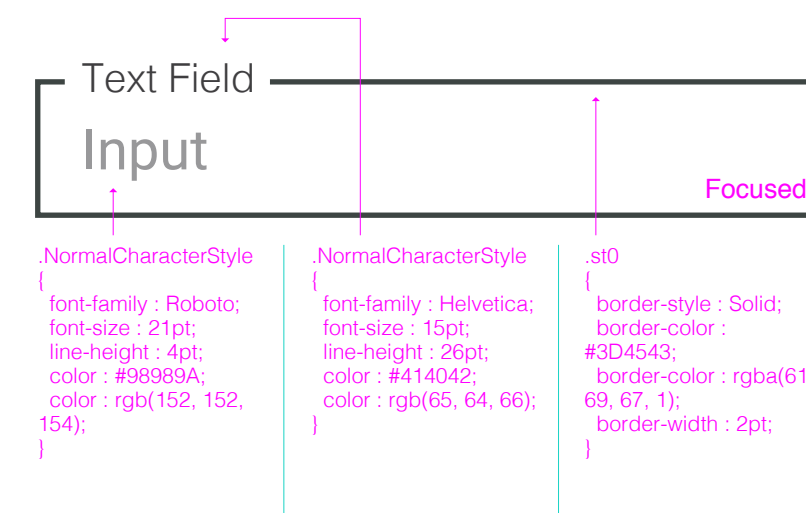 Text Field
Input
Focused
.NormalCharacterStyle
{
font-family : Roboto;
font-size : 21pt;
line-height : 4pt;
color : #98989A;
color : rgb(152, 152,
154);
}
.NormalCharacterStyle
{
font-family : Helvetica;
font-size : 15pt;
line-height : 26pt;
color : #414042;
color : rgb(65, 64, 66);
}
.st0
{
border-style : Solid;
border-color :
#3D4543;
border-color : rgba(61
69, 67, 1);
border-width : 2pt;
}